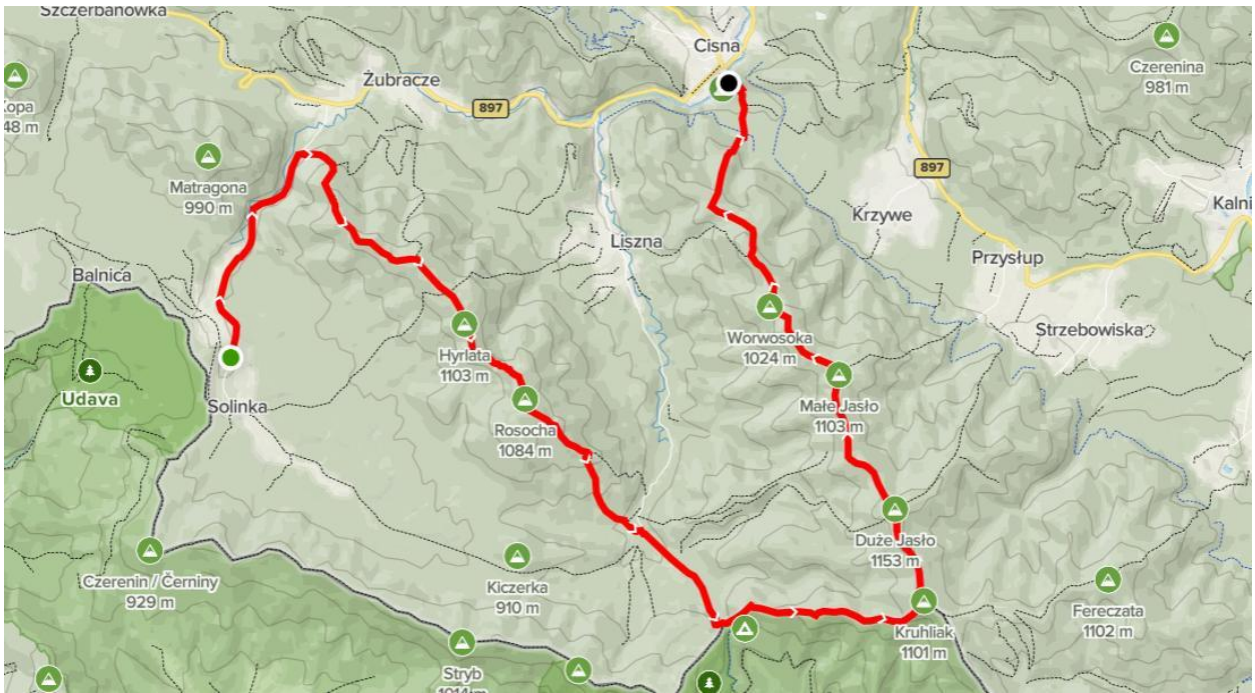 Szczerbanówka
Cisna
Czerenina
981 m
Żubracze
897
48 m
Matragona
990 m
897
Krzywe
Kalni
Liszna
Przysłup
Balnica
Strzebowiska
Worwosoka
1024 m
Hyrlata
1103 m
Udava
Solinka
Małe Jasło
1103 m
Rosocha
1084 m
Duże Jasło
1153 m
Czerenin / Černiny
929 m
Kiczerka
910 m
Fereczata
1102 m
Kruhliak
1101 m
Stryb